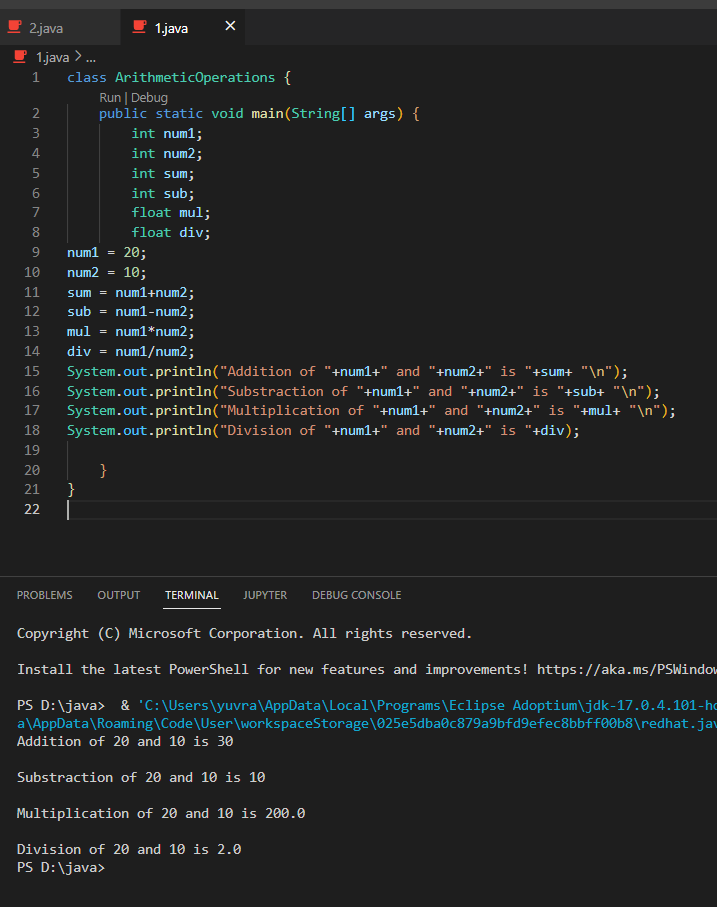 2.java
1.java ×
1.java > ...
1 class ArithmeticOperations {
Run | Debug
2 public static void main(String[] args) {
3 int num1;
4 int num2;
5 int sum;
6 int sub;
7 float mul;
8 float div;
9 num1 = 20;
10 num2 = 10;
11 sum = num1+num2;
12 sub = num1-num2;
13 mul = num1*num2;
14 div = num1/num2;
15 System.out.println("Addition of "+num1+" and "+num2+" is "+sum+ "\n");
16 System.out.println("Substraction of "+num1+" and "+num2+" is "+sub+ "\n");
17 System.out.println("Multiplication of "+num1+" and "+num2+" is "+mul+ "\n");
18 System.out.println("Division of "+num1+" and "+num2+" is "+div);
19
20 }
21 }
22
PROBLEMS OUTPUT TERMINAL JUPYTER DEBUG CONSOLE
Copyright (C) Microsoft Corporation. All rights reserved.
Install the latest PowerShell for new features and improvements! https://aka.ms/PSWindow
PS D:\java> & 'C:\Users\yuvra\AppData\Local\Programs\Eclipse Adoptium\jdk-17.0.4.101-ho
a\AppData\Roaming\Code\User\workspaceStorage\025e5dba0c879a9bfd9efec8bbff00b8\redhat.jav
Addition of 20 and 10 is 30
Substraction of 20 and 10 is 10
Multiplication of 20 and 10 is 200.0
Division of 20 and 10 is 2.0
PS D:\java>